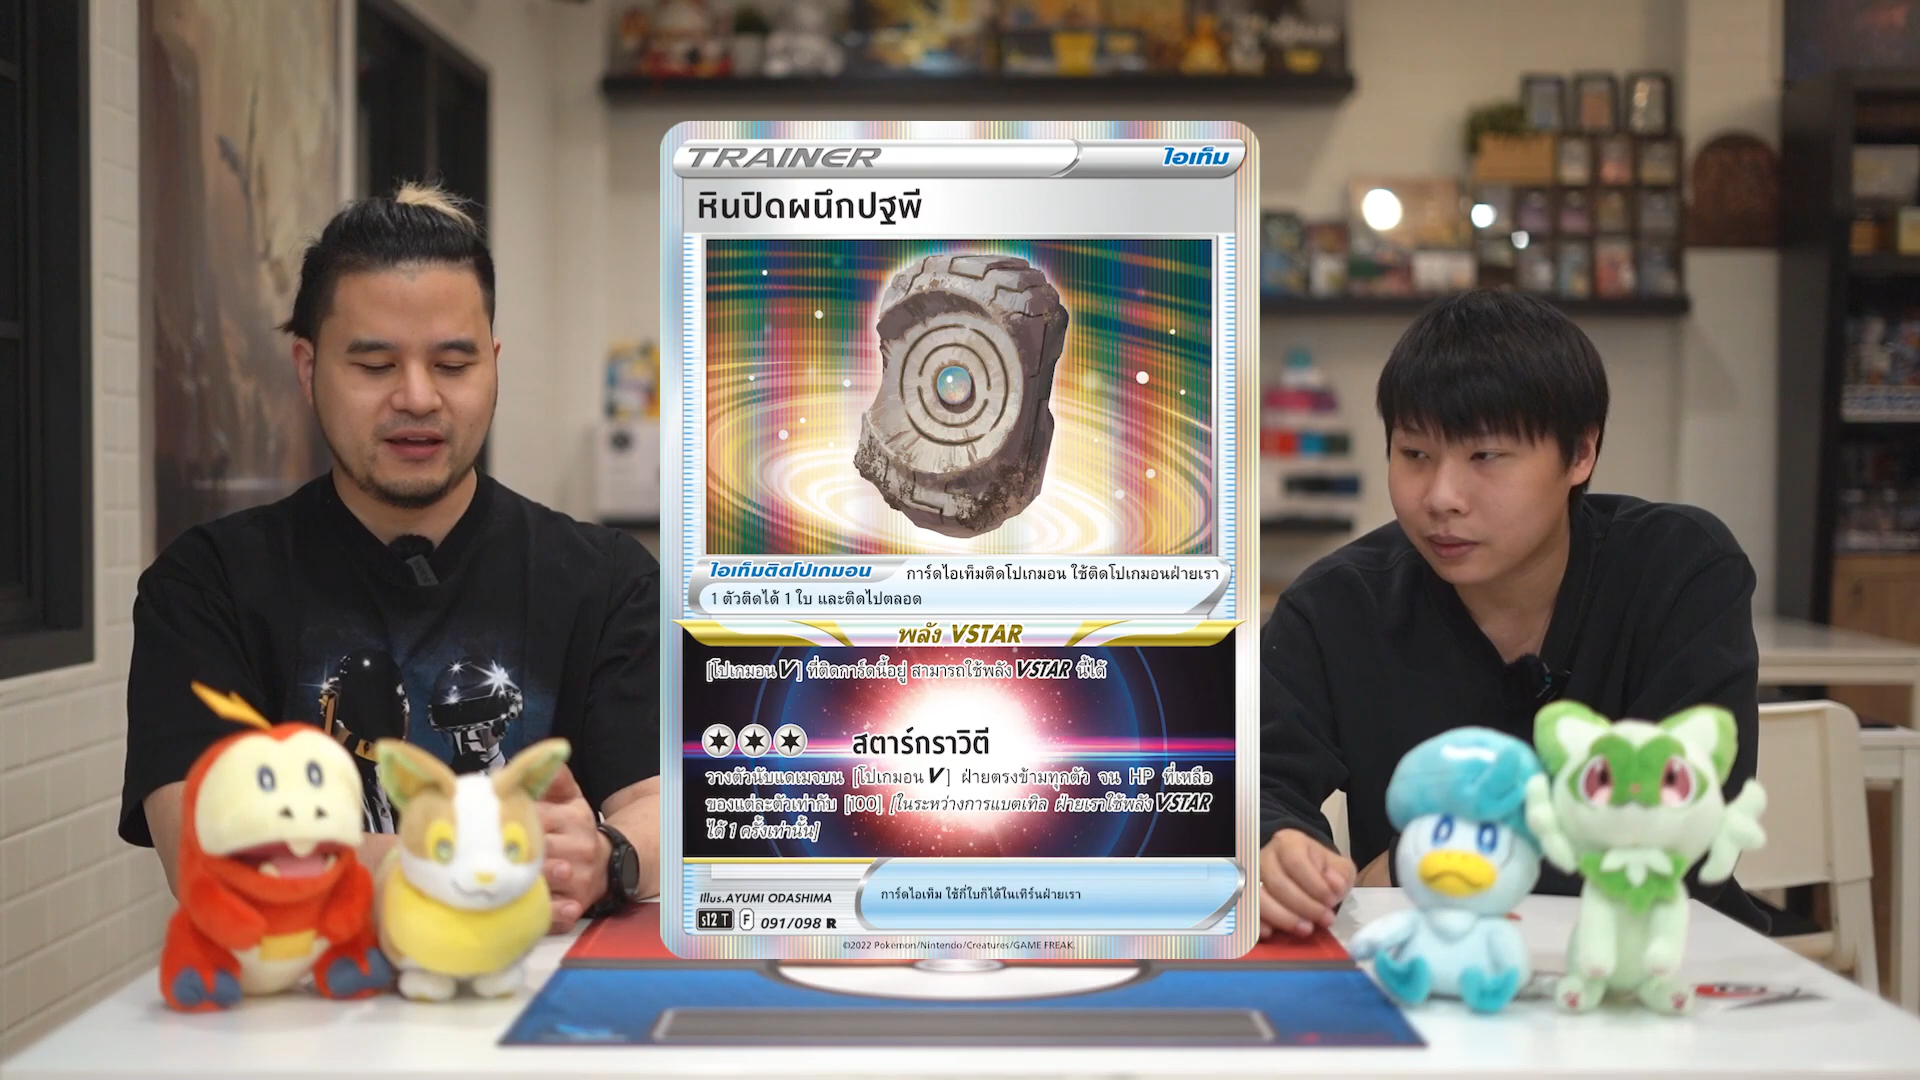 TRAINER ไอเท็ม
หินปิดผนึกปฐพี
ไอเท็มติดโปเกมอน การ์ดไอเท็มติดโปเกมอน ใช้ติดโปเกมอนฝ่ายเรา
1 ตัวติดได้ 1 ใบ และติดไปตลอด
พลัง VSTAR
[โปเกมอน V] ที่ติดการ์ดนี้อยู่ สามารถใช้พลัง VSTAR นี้ได้
สตาร์กราวิตี
วางตัวนับแดเมจบน [โปเกมอน V] ฝ่ายตรงข้ามทุกตัว จน HP ที่เหลือ
ของแต่ละตัวเท่ากับ [100] [ในระหว่างการแบตเทิล ฝ่ายเราใช้พลัง VSTAR
ได้ 1 ครั้งเท่านั้น]
การ์ดไอเท็ม ใช้กี่ใบก็ได้ในเทิร์นฝ่ายเรา
Illus. AYUMI ODASHIMA
s12 T F 091/098 R
©2022 Pokémon/Nintendo/Creatures/GAME FREAK.